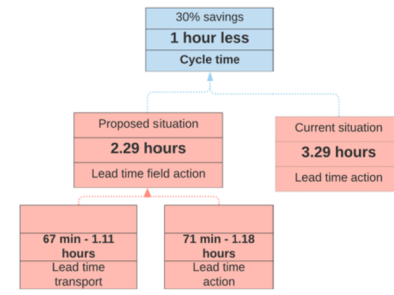 30% savings
1 hour less
Cycle time
Proposed situation
2.29 hours
Lead time field action
Current situation
3.29 hours
Lead time action
67 min - 1.11
hours
Lead time
transport
71 min - 1.18
hours
Lead time
action